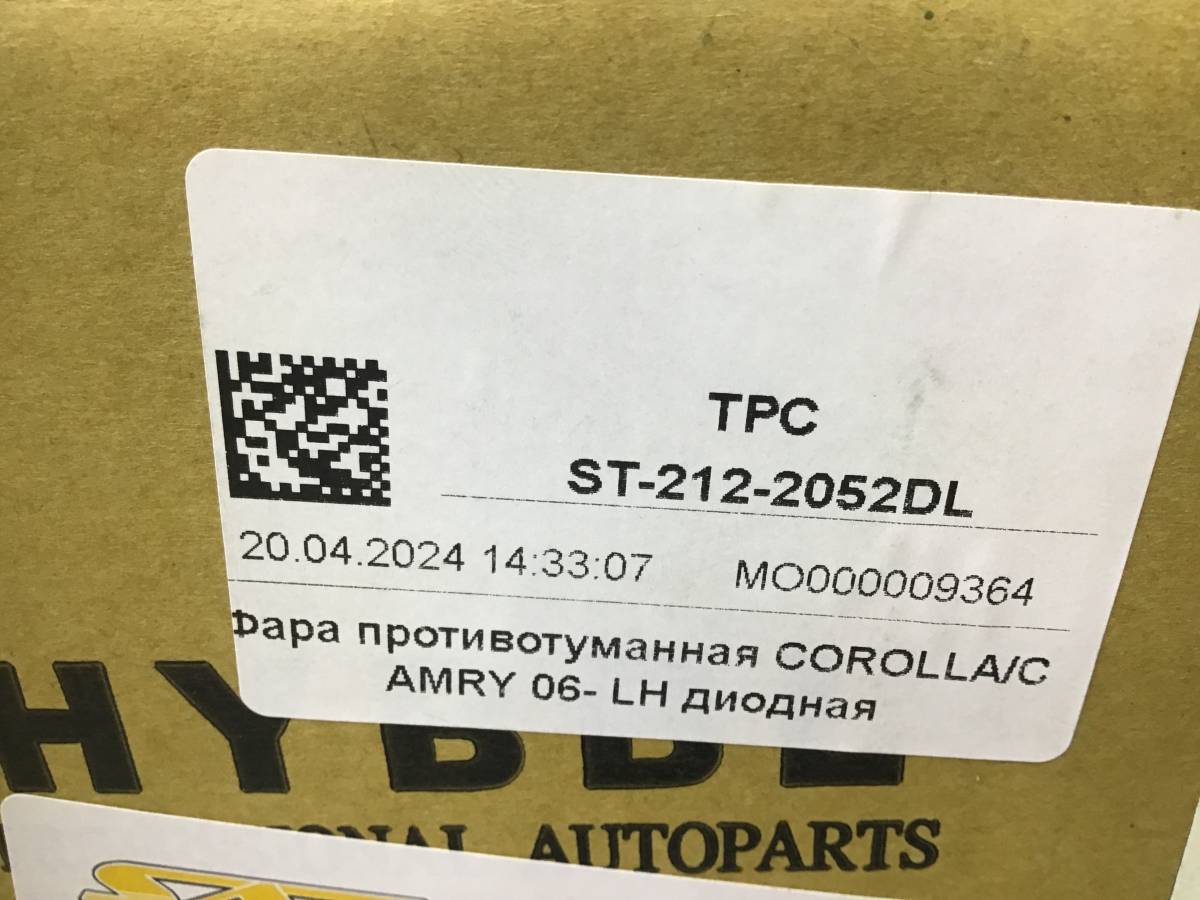 TPC
ST-212-2052DL
20.04.2024 14:33:07 MO000009364
Фара противотуманная COROLLA/C
AMRY 06- LH диодная
AUTOPARTS